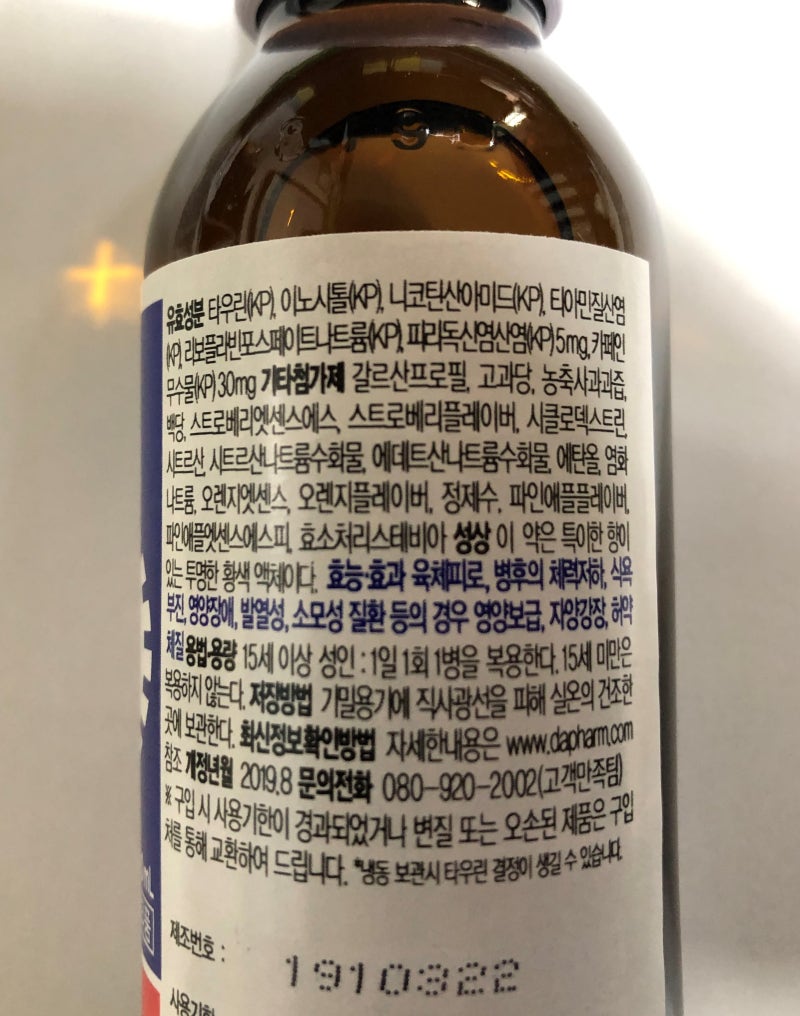 유효성분 타우린(KP), 이노시톨(KP), 니코틴산아미드(KP), 티아민질산염
(KP), 리보플라빈포스페이트나트륨(KP), 피리독신염산염(KP) 5mg, 카페인
무수물(KP) 30mg 기타첨가제 갈르산프로필, 고과당, 농축사과과즙,
백당, 스트로베리엣센스에스, 스트로베리플레이버, 시클로덱스트린,
시트르산, 시트르산나트륨수화물, 에데트산나트륨수화물, 에탄올, 염화
나트륨, 오렌지엣센스, 오렌지플레이버, 정제수, 파인애플플레이버,
파인애플엣센스에스피, 효소처리스테비아 성상 이 약은 특이한 향이
있는 투명한 황색 액체이다. 효능·효과 육체피로, 병후의 체력저하, 식욕
부진, 영양장애, 발열성, 소모성 질환 등의 경우 영양보급, 자양강장, 허약
체질 용법·용량 15세 이상 성인 : 1일 1회 1병을 복용한다. 15세 미만은
복용하지 않는다. 저장방법 기밀용기에 직사광선을 피해 실온의 건조한
곳에 보관한다. 최신정보확인방법 자세한내용은 www.dapharm.com
참조 개정년월 2019.8 문의전화 080-920-2002(고객만족팀)
※ 구입 시 사용기한이 경과되었거나 변질 또는 오손된 제품은 구입
처를 통해 교환하여 드립니다. *냉동 보관시 타우린 결정이 생길 수 있습니다.
제조번호 :
1910322
사용기한